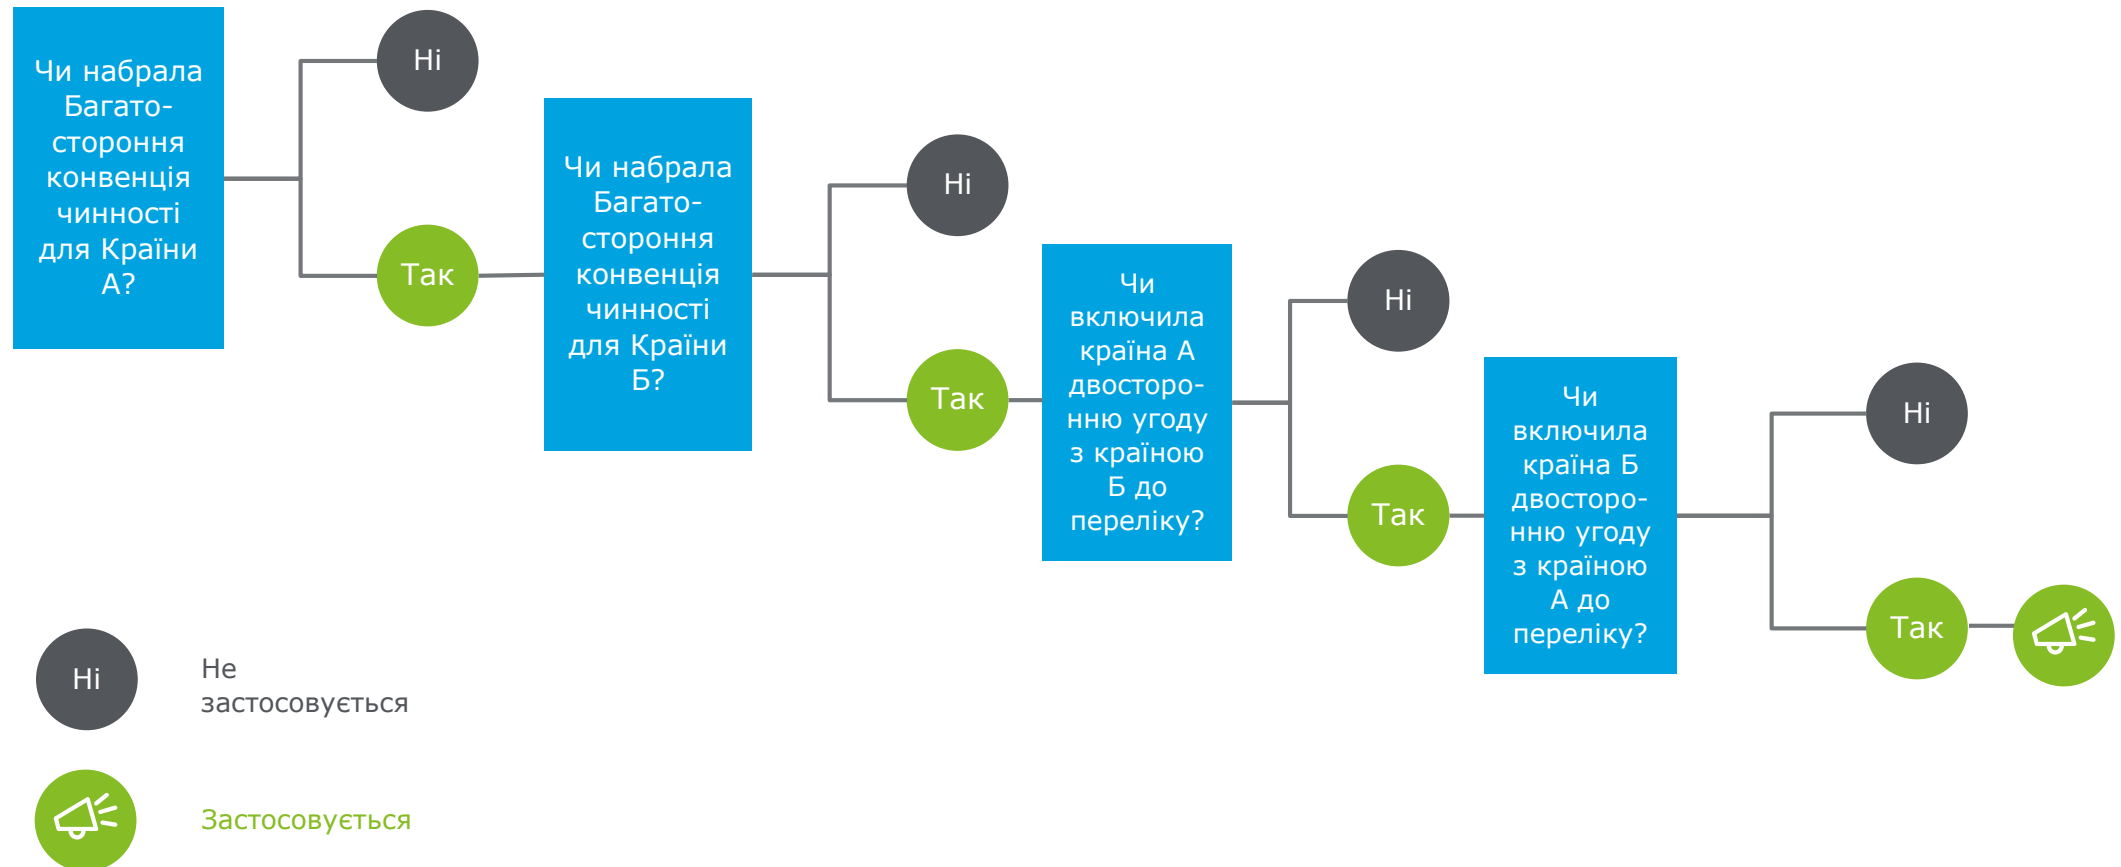 Чи набрала
Багато-
стороння
конвенція
чинності
для Країни
А?
Ні
Так
Чи набрала
Багато-
стороння
конвенція
чинності
для Країни
Б?
Ні
Так
Чи
включила
країна А
двосторо-
нню угоду
з країною
Б до
переліку?
Ні
Так
Чи
включила
країна Б
двосторо-
нню угоду
з країною
А до
переліку?
Ні
Так
Ні
Не
застосовується
Застосовується